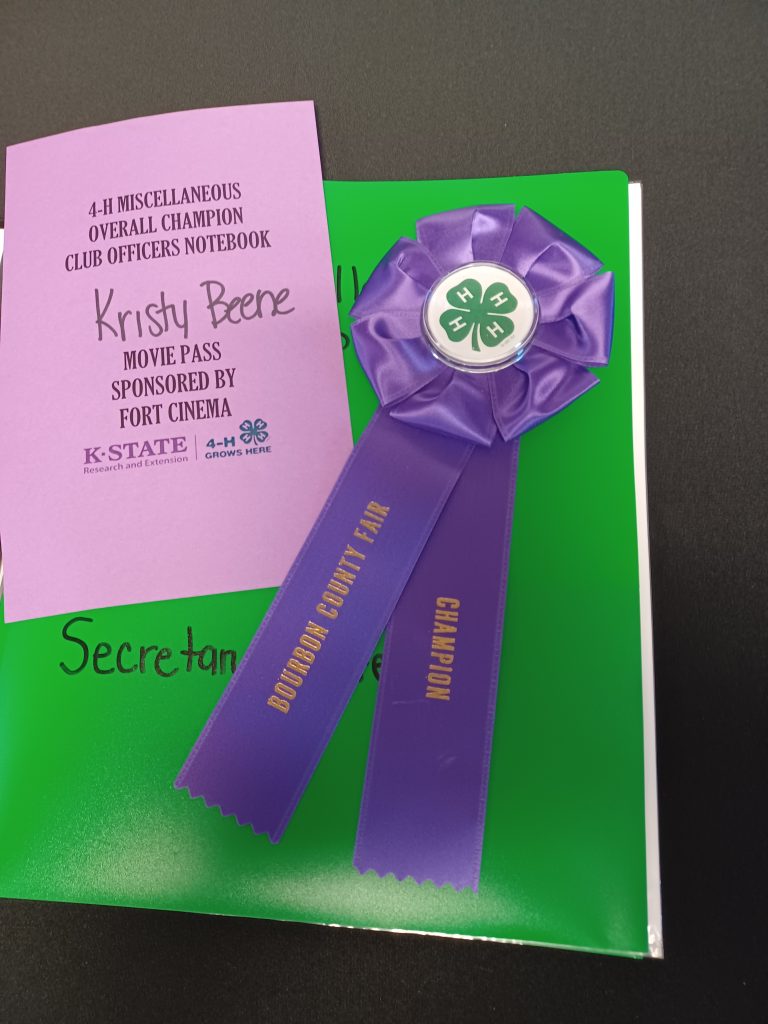 4-H MISCELLANEOUS
OVERALL CHAMPION
CLUB OFFICERS NOTEBOOK
Kristy Beene
MOVIE PASS
SPONSORED BY
FORT CINEMA
K·STATE
Research and Extension
4-H
GROWS HERE
H H
H H
BOURBON COUNTY FAIR
CHAMPION